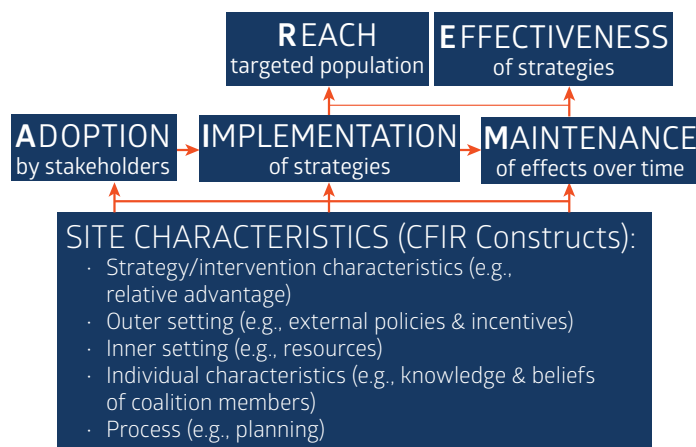 REACH
targeted population
EFFECTIVENESS
of strategies
ADOPTION
by stakeholders
IMPLEMENTATION
of strategies
MAINTENANCE
of effects over time
SITE CHARACTERISTICS (CFIR Constructs):
· Strategy/intervention characteristics (e.g.,
relative advantage)
· Outer setting (e.g., external policies & incentives)
· Inner setting (e.g., resources)
· Individual characteristics (e.g., knowledge & beliefs
of coalition members)
· Process (e.g., planning)